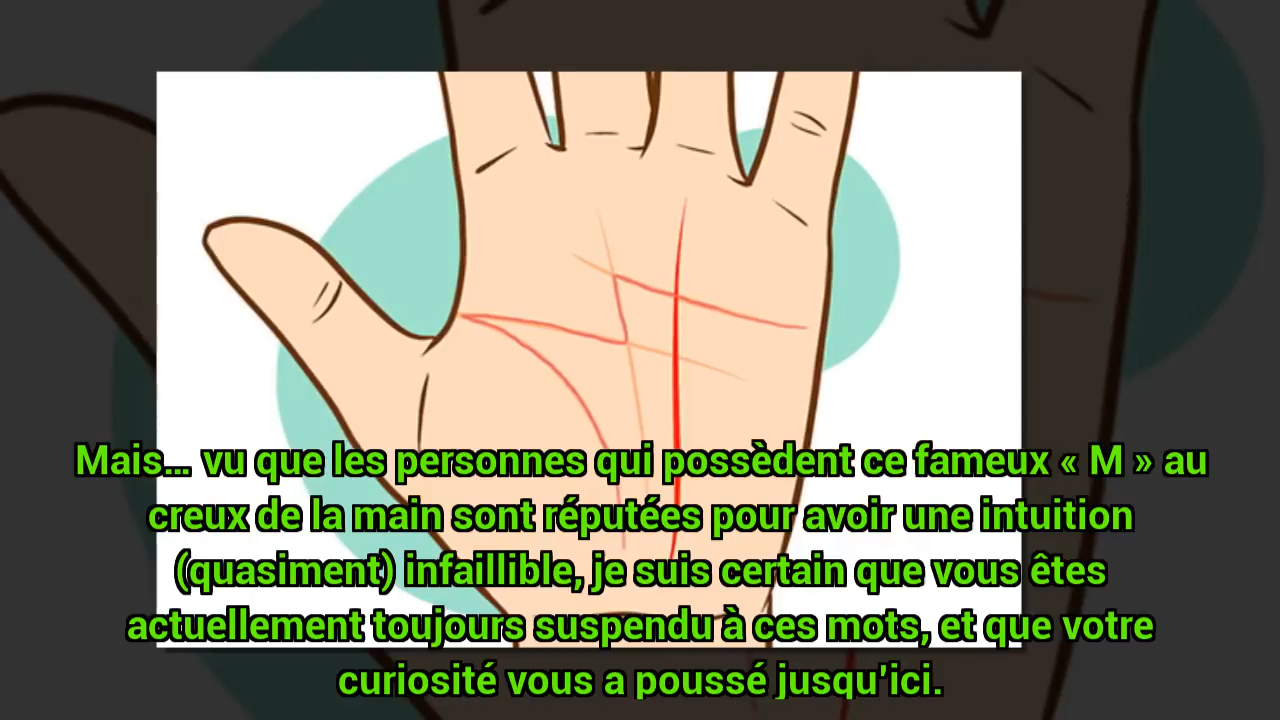 Mais... vu que les personnes qui possèdent ce fameux « M » au
creux de la main sont réputées pour avoir une intuition
(quasiment) infaillible, je suis certain que vous êtes
actuellement toujours suspendu à ces mots, et que votre
curiosité vous a poussé jusqu'ici.